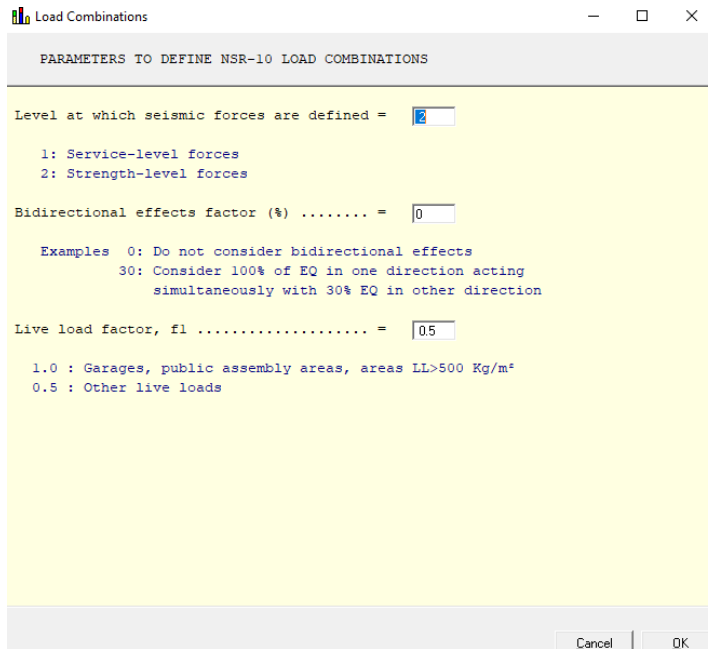 Load Combinations
PARAMETERS TO DEFINE NSR-10 LOAD COMBINATIONS
Level at which seismic forces are defined = 2
1: Service-level forces
2: Strength-level forces
Bidirectional effects factor (%) ........ = 0
Examples 0: Do not consider bidirectional effects
30: Consider 100% of EQ in one direction acting
simultaneously with 30% EQ in other direction
Live load factor, fl .................... = 0.5
1.0 : Garages, public assembly areas, areas LL>500 Kg/m²
0.5 : Other live loads
Cancel OK